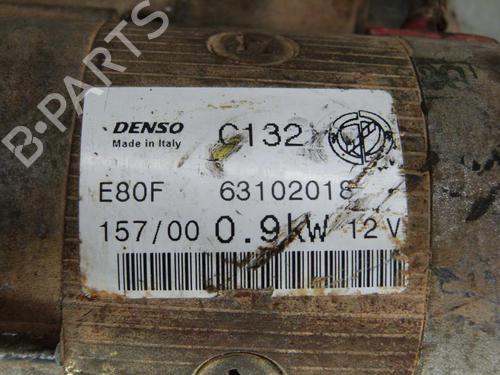 B-PARTS
DENSO C132
Made in Italy
E80F 63102018
157/00 0.9kW 12V